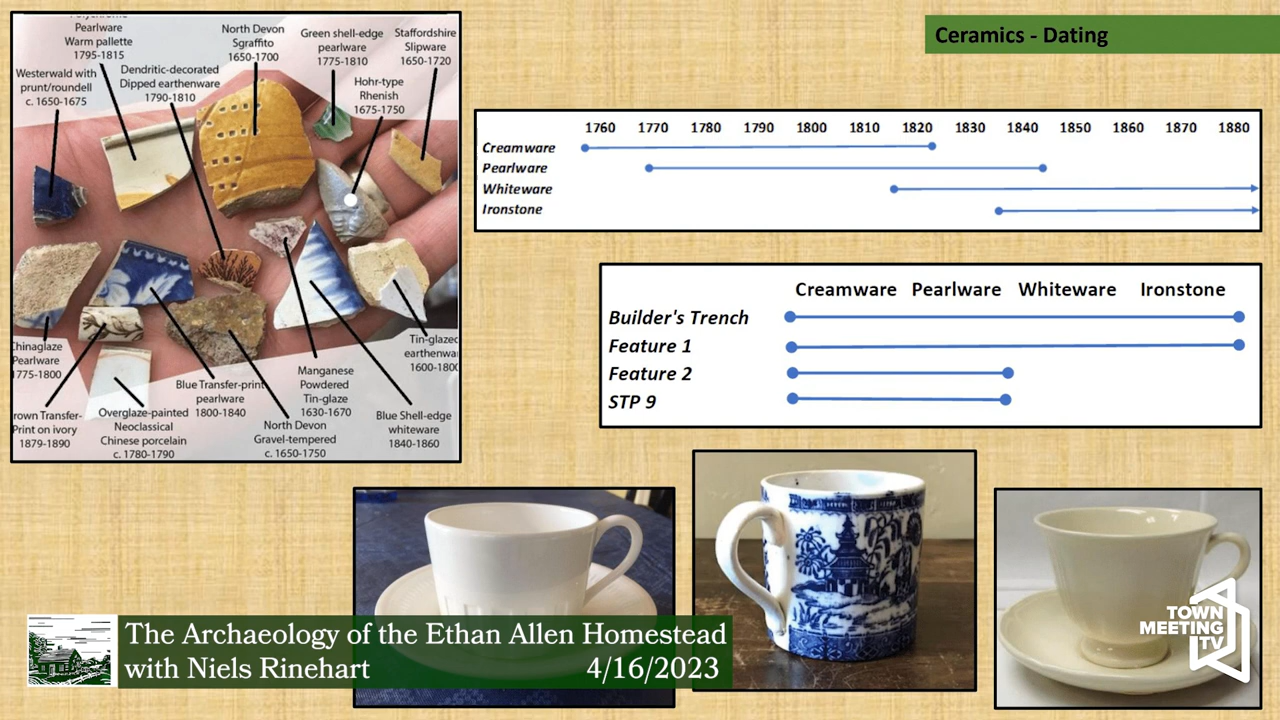 Ceramics - Dating
Polychrome
Pearlware
Warm pallette
1795-1815
North Devon
Sgraffito
1650-1700
Green shell-edge
pearlware
1775-1810
Staffordshire
Slipware
1650-1720
Westerwald with
prunt/roundell
c. 1650-1675
Dendritic-decorated
Dipped earthenware
1790-1810
Hohr-type
Rhenish
1675-1750
Chinaglaze
Pearlware
1775-1800
Tin-glazed
earthenwa
1600-1800
rown Transfer-
Print on ivory
1879-1890
Overglaze-painted
Neoclassical
Chinese porcelain
c. 1780-1790
Blue Transfer-print
pearlware
1800-1840
North Devon
Gravel-tempered
c. 1650-1750
Manganese
Powdered
Tin-glaze
1630-1670
Blue Shell-edge
whiteware
1840-1860
1760 1770 1780 1790 1800 1810 1820 1830 1840 1850 1860 1870 1880
Creamware
Pearlware
Whiteware
Ironstone
Creamware Pearlware Whiteware Ironstone
Builder's Trench
Feature 1
Feature 2
STP 9
The Archaeology of the Ethan Allen Homestead
with Niels Rinehart 4/16/2023
TOWN
MEETING
TV